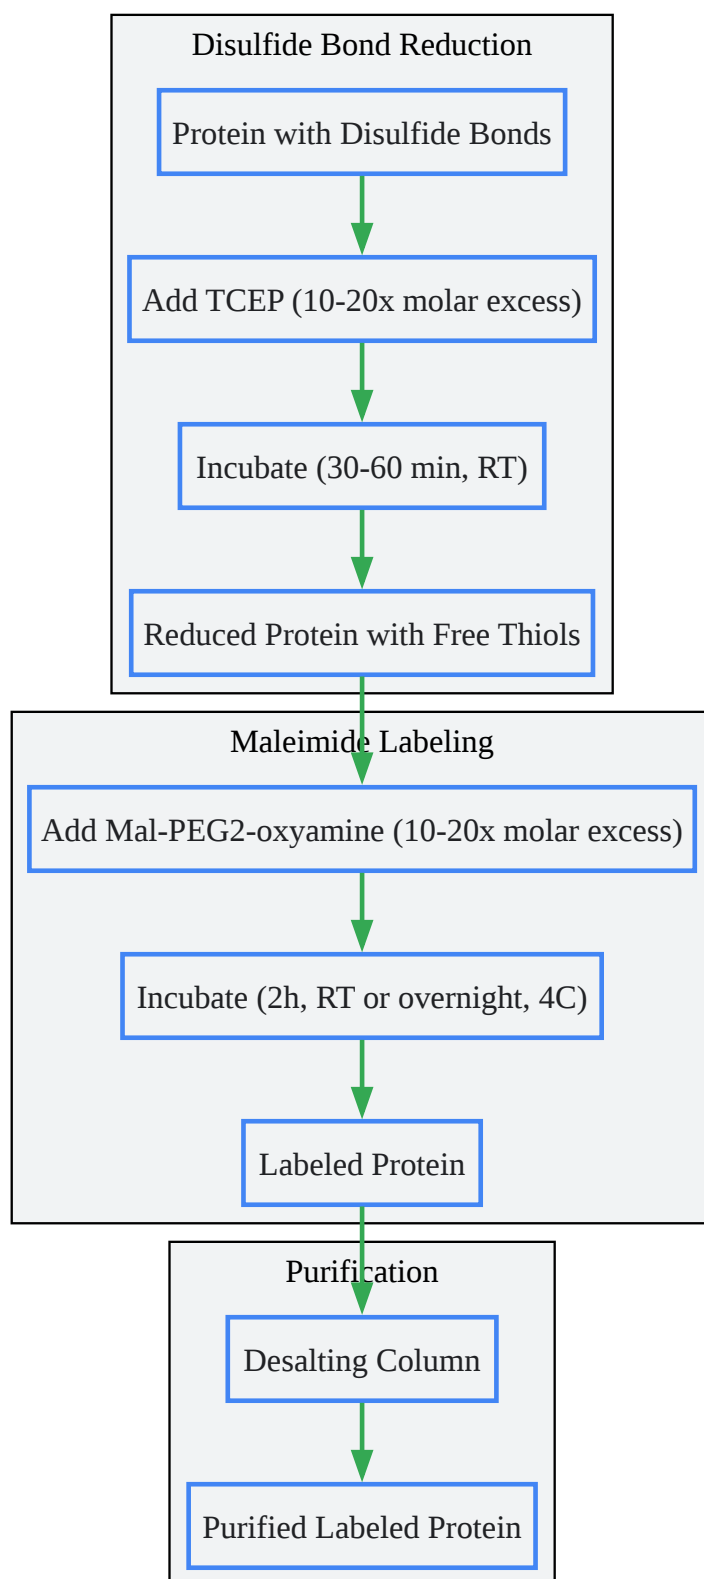 Disulfide Bond Reduction
Protein with Disulfide Bonds
Add TCEP (10-20x molar excess)
Incubate (30-60 min, RT)
Reduced Protein with Free Thiols
Maleimide Labeling
Add Mal-PEG2-oxyamine (10-20x molar excess)
Incubate (2h, RT or overnight, 4C)
Labeled Protein
Purification
Desalting Column
Purified Labeled Protein